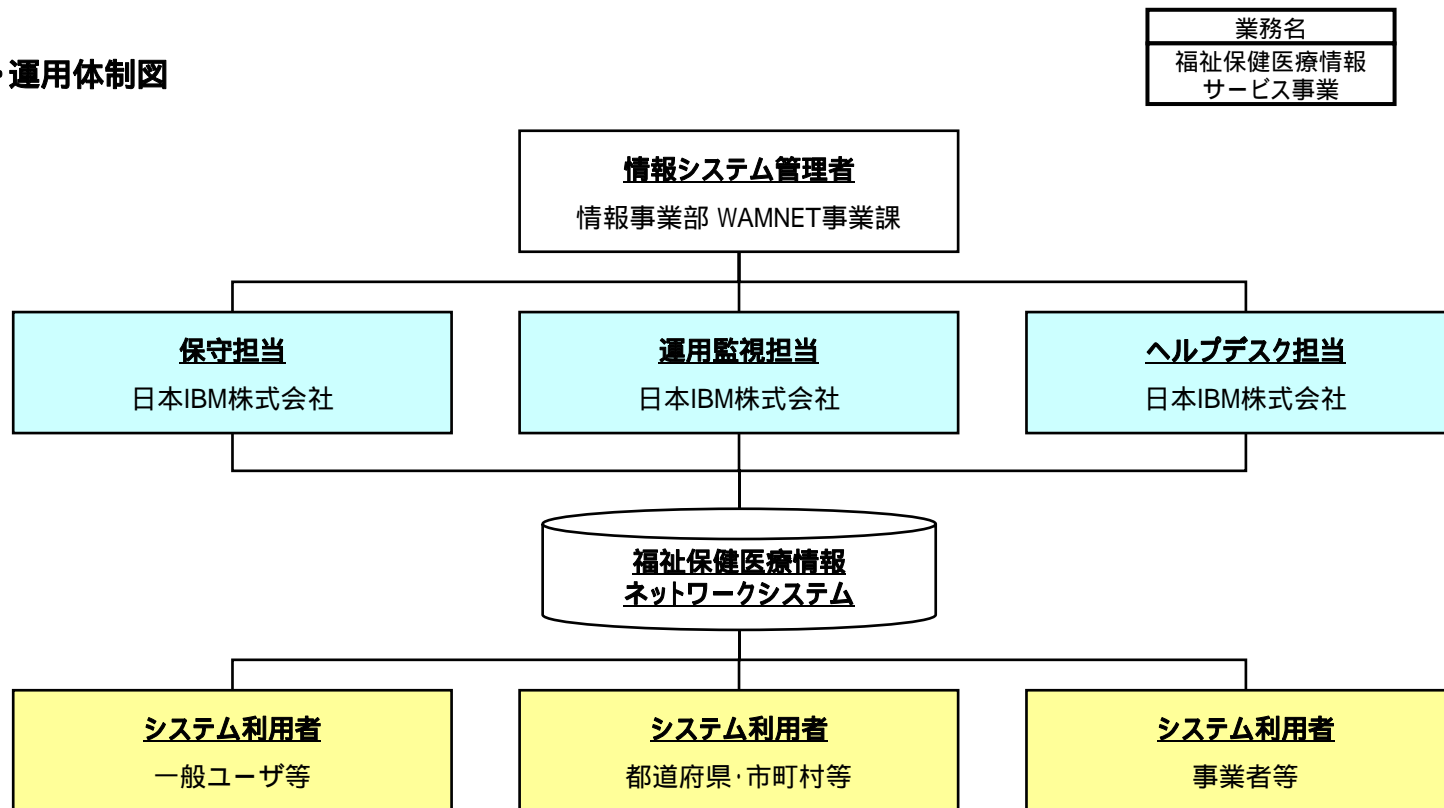 業務名
福祉保健医療情報
サービス事業
・運用体制図
情報システム管理者
情報事業部 WAMNET事業課
保守担当
日本IBM株式会社
運用監視担当
日本IBM株式会社
ヘルプデスク担当
日本IBM株式会社
福祉保健医療情報
ネットワークシステム
システム利用者
一般ユーザ等
システム利用者
都道府県・市町村等
システム利用者
事業者等